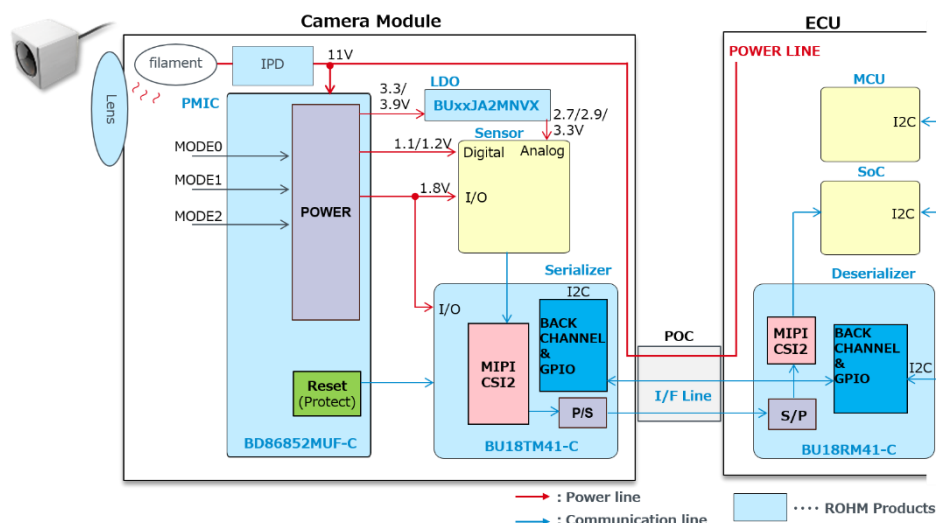 Camera Module
ECU
filament
IPD
11V
POWER LINE
Lens
PMIC
3.3/
3.9V
LDO
BUxxJA2MNVX
2.7/2.9/
3.3V
MCU
I2C
MODE0
MODE1
MODE2
POWER
1.1/1.2V
Sensor
Digital
Analog
1.8V
I/O
SoC
I2C
Serializer
I2C
I/O
BACK
CHANNEL
&
GPIO
MIPI
CSI2
P/S
BU18TM41-C
Reset
(Protect)
BD86852MUF-C
POC
I/F Line
Deserializer
MIPI
CSI2
BACK
CHANNEL
&
GPIO
I2C
S/P
BU18RM41-C
: Power line
: Communication line
···· ROHM Products